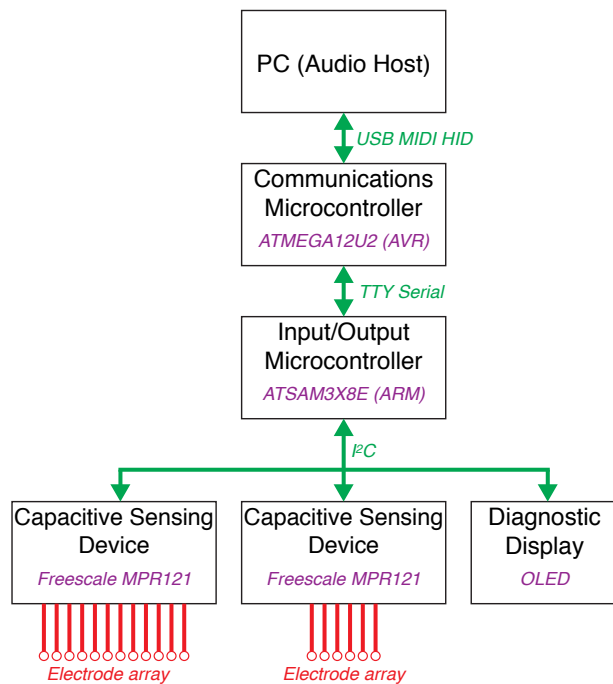 PC (Audio Host)
USB MIDI HID
Communications
Microcontroller
ATMEGA12U2 (AVR)
TTY Serial
Input/Output
Microcontroller
ATSAM3X8E (ARM)
I²C
Capacitive Sensing
Device
Freescale MPR121
Electrode array
Capacitive Sensing
Device
Freescale MPR121
Electrode array
Diagnostic
Display
OLED